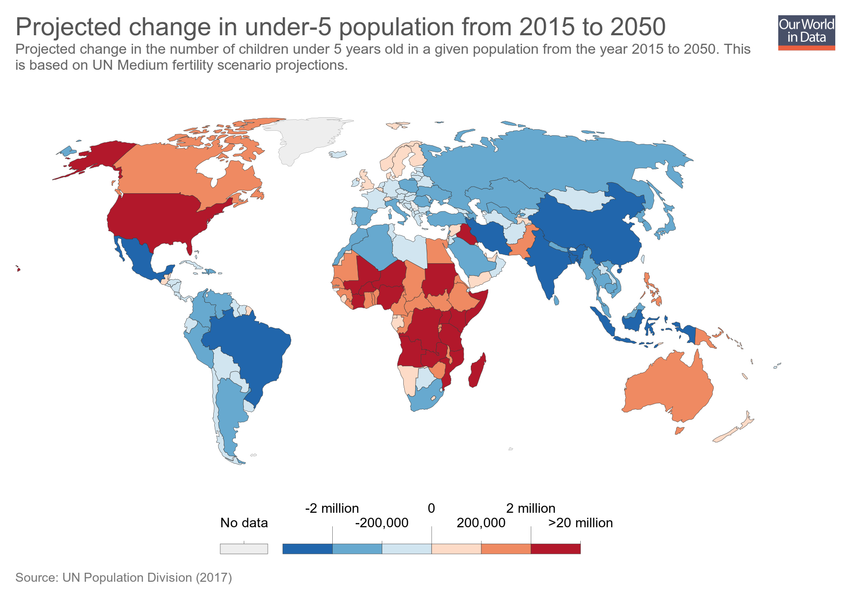 Projected change in under-5 population from 2015 to 2050
Our World
in Data
Projected change in the number of children under 5 years old in a given population from the year 2015 to 2050. This
is based on UN Medium fertility scenario projections.
-2 million 0 2 million
No data -200,000 200,000 >20 million
Source: UN Population Division (2017)